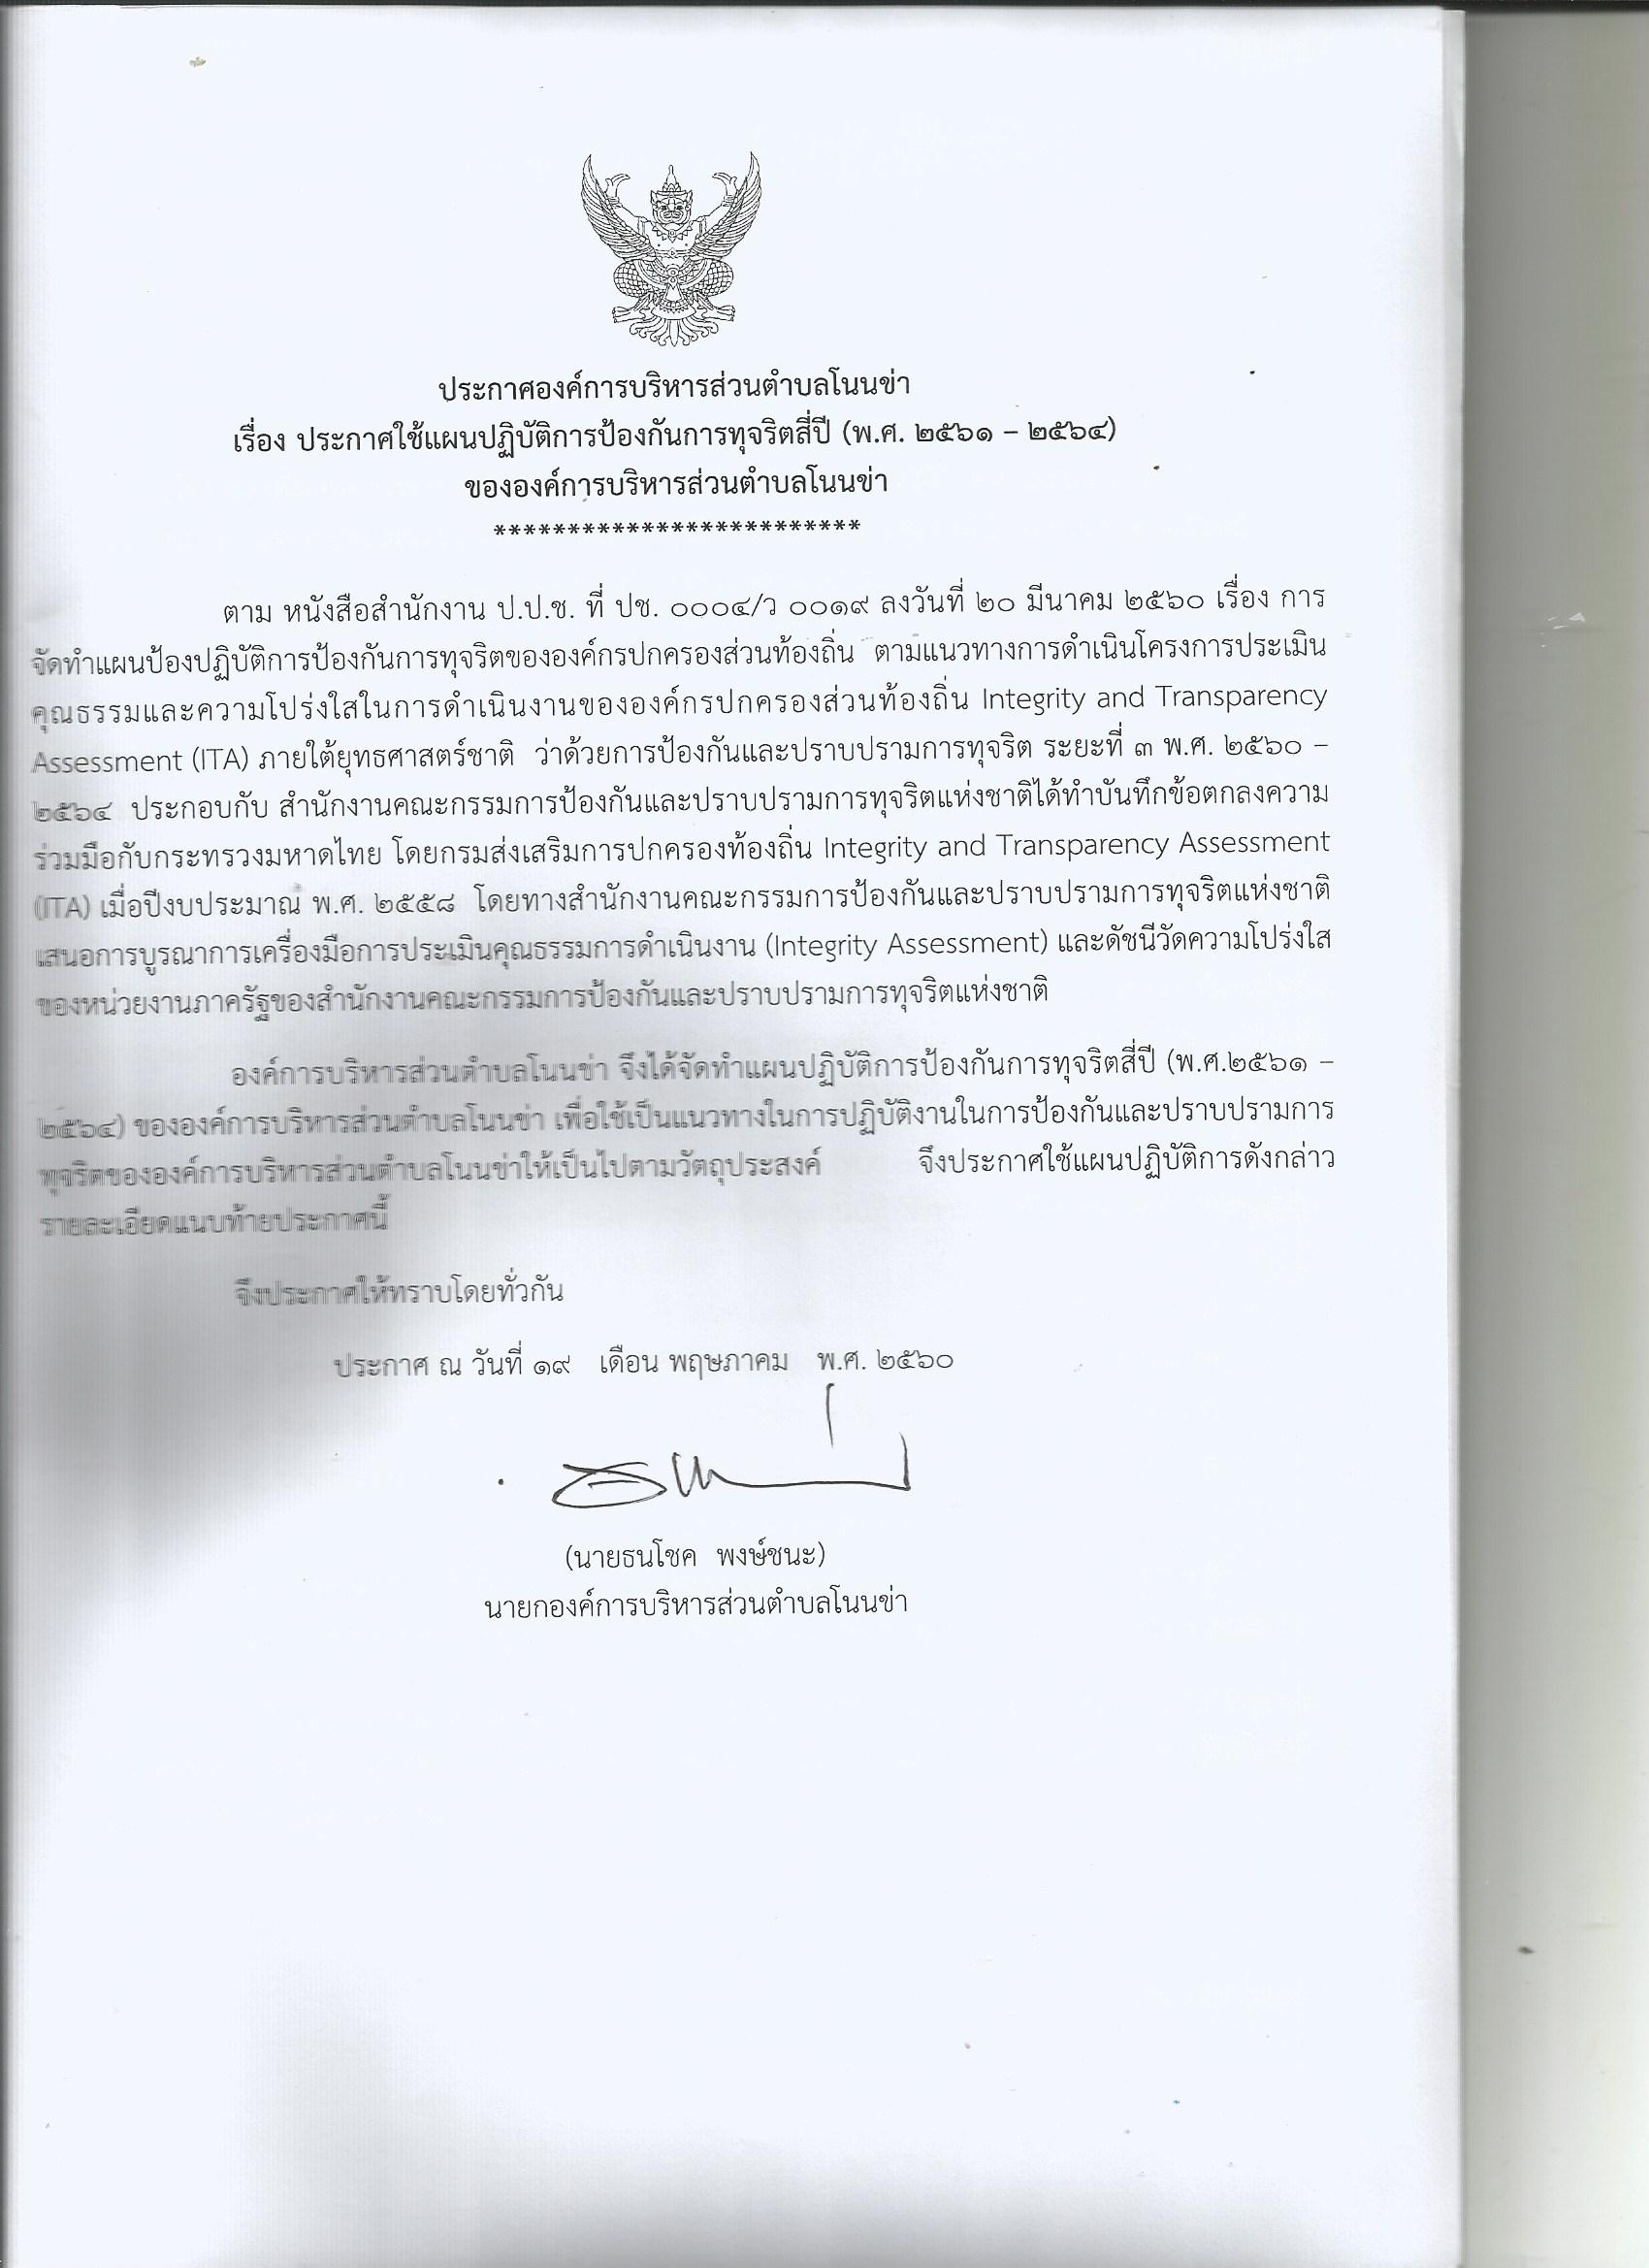 ประกาศองค์การบริหารส่วนตำบลโนนข่า
เรื่อง ประกาศใช้แผนปฏิบัติการป้องกันการทุจริตสี่ปี (พ.ศ. ๒๕๖๑ – ๒๕๖๔)
ขององค์การบริหารส่วนตำบลโนนข่า
*************************
ตาม หนังสือสำนักงาน ป.ป.ช. ที่ ปช. ๐๐๐๔/ว ๐๐๑๙ ลงวันที่ ๒๐ มีนาคม ๒๕๖๐ เรื่อง การ
จัดทำแผนป้องปฏิบัติการป้องกันการทุจริตขององค์กรปกครองส่วนท้องถิ่น ตามแนวทางการดำเนินโครงการประเมิน
คุณธรรมและความโปร่งใสในการดำเนินงานขององค์กรปกครองส่วนท้องถิ่น Integrity and Transparency
Assessment (ITA) ภายใต้ยุทธศาสตร์ชาติ ว่าด้วยการป้องกันและปราบปรามการทุจริต ระยะที่ ๓ พ.ศ. ๒๕๖๐ –
๒๕๖๔ ประกอบกับ สำนักงานคณะกรรมการป้องกันและปราบปรามการทุจริตแห่งชาติได้ทำบันทึกข้อตกลงความ
ร่วมมือกับกระทรวงมหาดไทย โดยกรมส่งเสริมการปกครองท้องถิ่น Integrity and Transparency Assessment
(ITA) เมื่อปีงบประมาณ พ.ศ. ๒๕๕๘ โดยทางสำนักงานคณะกรรมการป้องกันและปราบปรามการทุจริตแห่งชาติ
เสนอการบูรณาการเครื่องมือการประเมินคุณธรรมการดำเนินงาน (Integrity Assessment) และดัชนีวัดความโปร่งใส
ของหน่วยงานภาครัฐของสำนักงานคณะกรรมการป้องกันและปราบปรามการทุจริตแห่งชาติ
องค์การบริหารส่วนตำบลโนนข่า จึงได้จัดทำแผนปฏิบัติการป้องกันการทุจริตสี่ปี (พ.ศ.๒๕๖๑ –
๒๕๖๔) ขององค์การบริหารส่วนตำบลโนนข่า เพื่อใช้เป็นแนวทางในการปฏิบัติงานในการป้องกันและปราบปรามการ
ทุจริตขององค์การบริหารส่วนตำบลโนนข่าให้เป็นไปตามวัตถุประสงค์ จึงประกาศใช้แผนปฏิบัติการดังกล่าว
รายละเอียดแนบท้ายประกาศนี้
จึงประกาศให้ทราบโดยทั่วกัน
ประกาศ ณ วันที่ ๑๙ เดือน พฤษภาคม พ.ศ. ๒๕๖๐
(นายธนโชค พงษ์ชนะ)
นายกองค์การบริหารส่วนตำบลโนนข่า